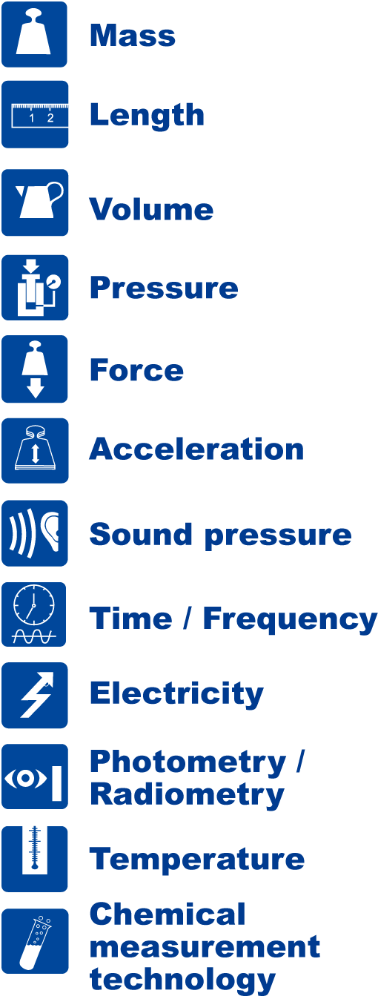 Mass
1 2
Length
Volume
Pressure
Force
Acceleration
Sound pressure
Time / Frequency
Electricity
Photometry /
Radiometry
Temperature
Chemical
measurement
technology